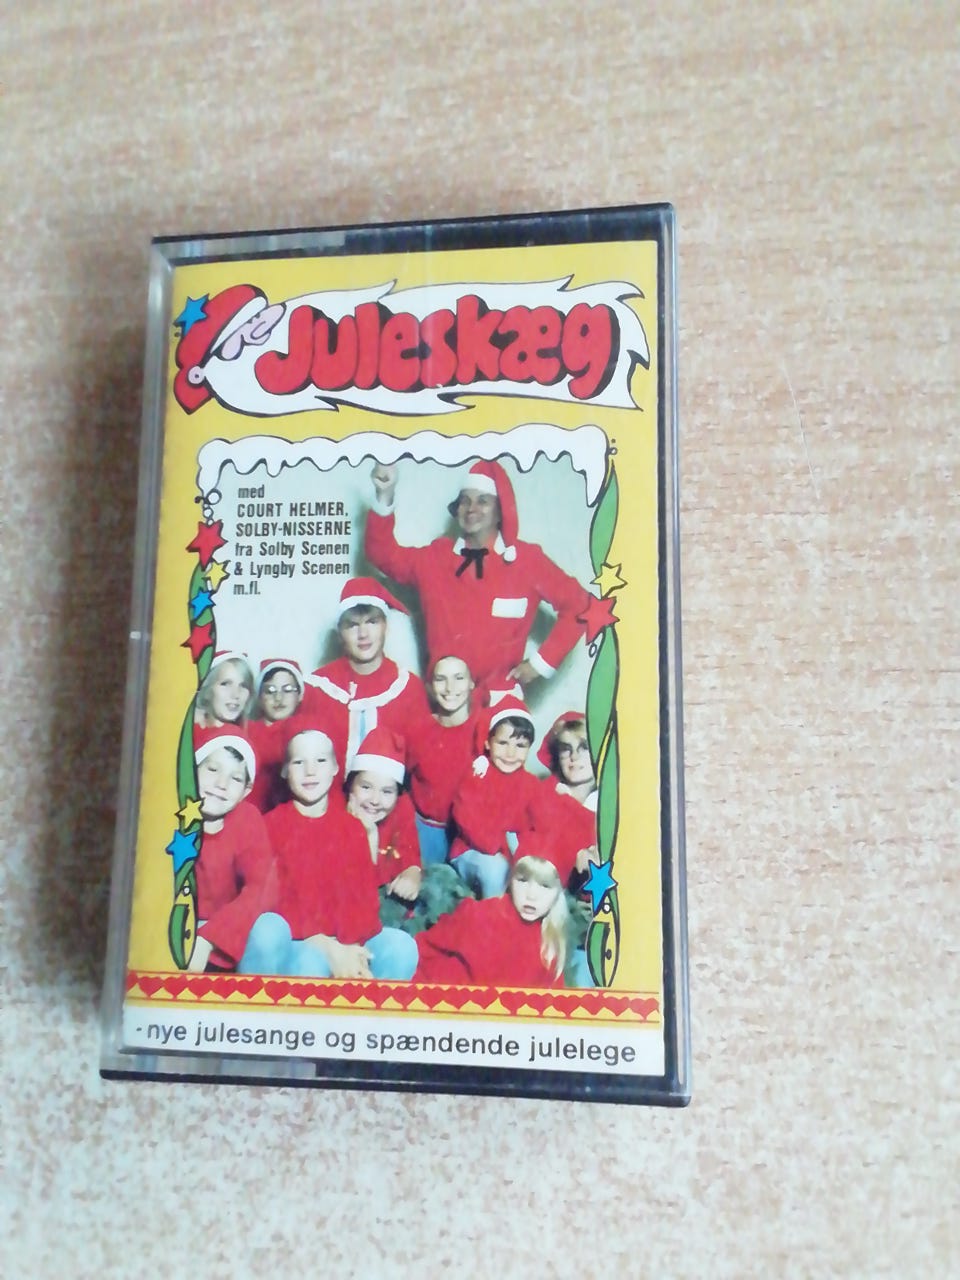 Juleskæg
med
COURT HELMER,
SOLBY-NISSERNE
fra Solby Scenen
& Lyngby Scenen
m.fl.
- nye julesange og spændende julelege